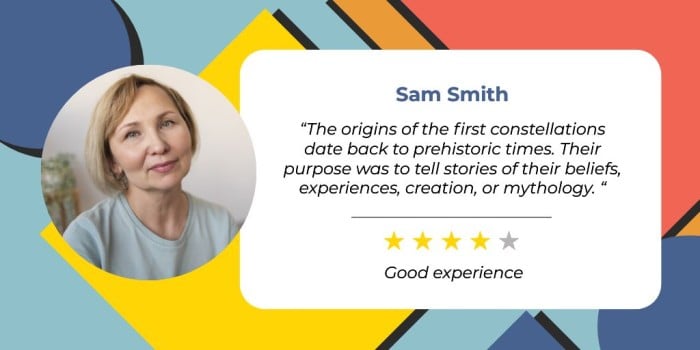 Sam Smith
“The origins of the first constellations
date back to prehistoric times. Their
purpose was to tell stories of their beliefs,
experiences, creation, or mythology. “
Good experience